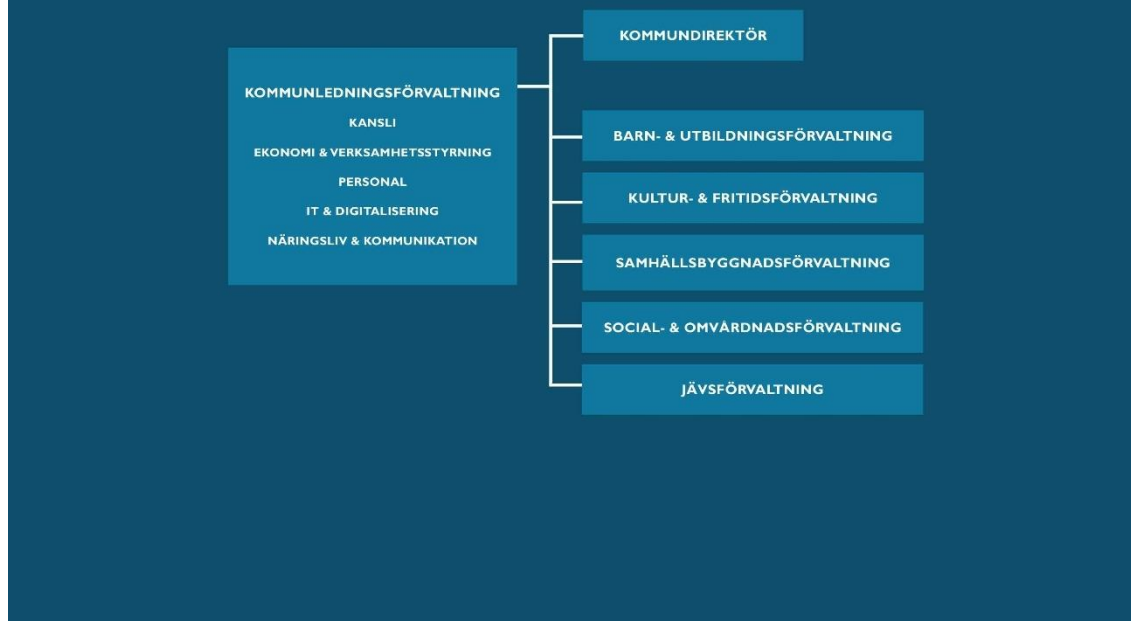 KOMMUNDIREKTÖR
KOMMUNLEDNINGSFÖRVALTNING
KANSLI
EKONOMI & VERKSAMHETSSTYRNING
PERSONAL
IT & DIGITALISERING
NÄRINGSLIV & KOMMUNIKATION
BARN- & UTBILDNINGSFÖRVALTNING
KULTUR- & FRITIDSFÖRVALTNING
SAMHÄLLSBYGGNADSFÖRVALTNING
SOCIAL- & OMVÅRDNADSFÖRVALTNING
JÄVSFÖRVALTNING